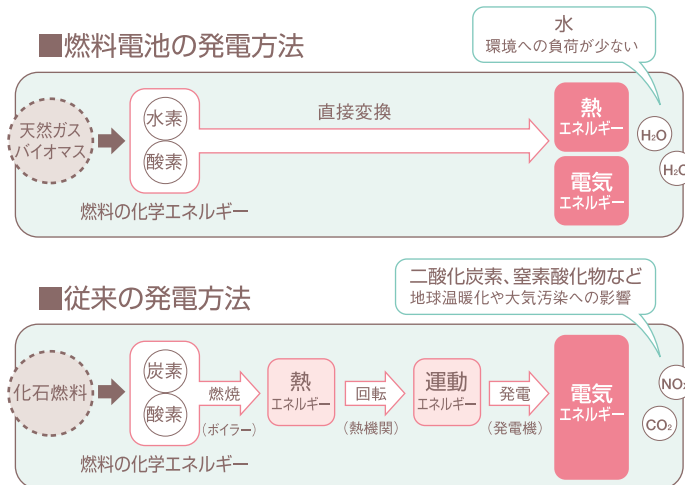 水
環境への負荷が少ない
■燃料電池の発電方法
天然ガス
バイオマス
水素
酸素
燃料の化学エネルギー
直接変換
熱
エネルギー
電気
エネルギー
H₂O
H₂O
二酸化炭素、窒素酸化物など
地球温暖化や大気汚染への影響
■従来の発電方法
化石燃料
炭素
酸素
燃料の化学エネルギー
燃焼
(ボイラー)
熱
エネルギー
回転
(熱機関)
運動
エネルギー
発電
(発電機)
電気
エネルギー
NO₂
CO₂